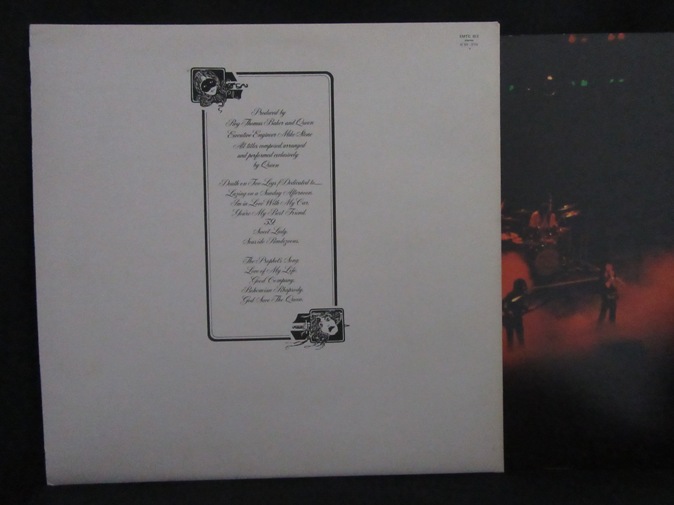 Produced by
Roy Thomas Baker and Queen
Executive Engineer Mike Stone
All titles composed arranged
and performed exclusively
by Queen
Death on Two Legs (Dedicated to......
Lazing on a Sunday Afternoon
I'm in Love With My Car
You're My Best Friend
'39
Sweet Lady
Seaside Rendezvous
The Prophet's Song
Love of My Life
Good Company
Bohemian Rhapsody
God Save The Queen